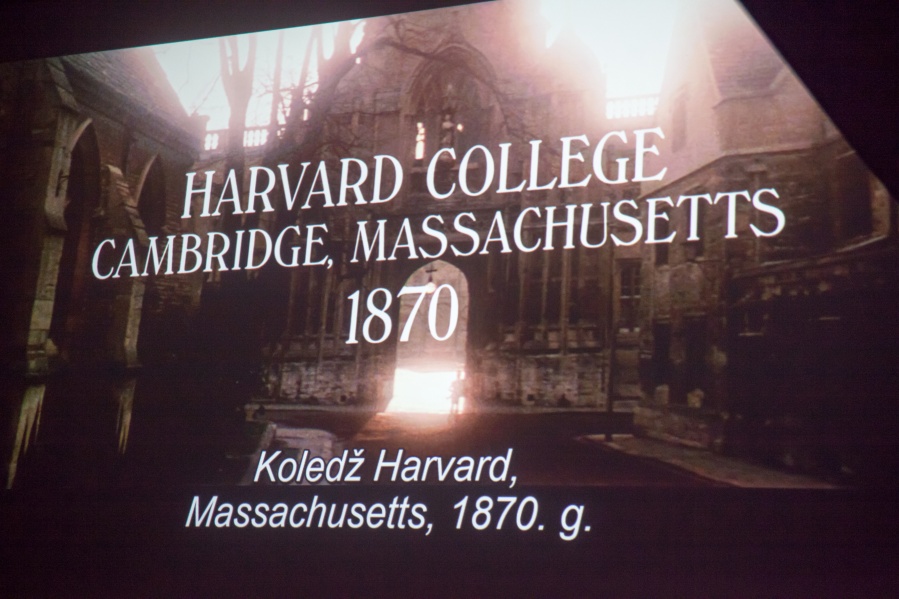 HARVARD COLLEGE
CAMBRIDGE, MASSACHUSETTS
1870
Koledž Harvard,
Massachusetts, 1870. g.